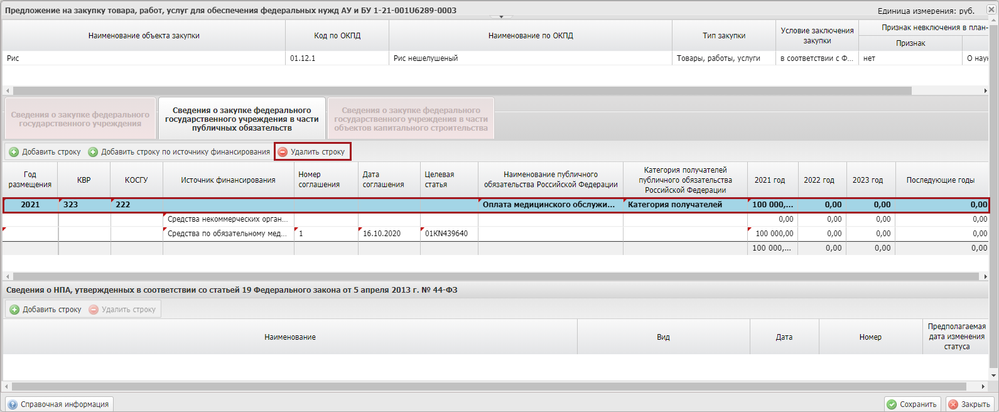 Предложение на закупку товара, работ, услуг для обеспечения федеральных нужд АУ и БУ 1-21-001U6289-0003
Единица измерения: руб.
Наименование объекта закупки
Код по ОКПД
Наименование по ОКПД
Тип закупки
Условие заключения
закупки
Признак невключения в план-
Признак
Рис
01.12.1
Рис нешелушеный
Товары, работы, услуги
в соответствии с Ф...
нет
О наук
Сведения о закупке федерального
государственного учреждения
Сведения о закупке федерального
государственного учреждения в части
публичных обязательств
Сведения о закупке федерального
государственного учреждения в части
объектов капитального строительства
Добавить строку
Добавить строку по источнику финансирования
Удалить строку
Год
размещения
КВР
КОСГУ
Источник финансирования
Номер
соглашения
Дата
соглашения
Целевая
статья
Наименование публичного
обязательства Российской Федерации
Категория получателей
публичного обязательства
Российской Федерации
2021 год
2022 год
2023 год
Последующие годы
2021
323
222
Оплата медицинского обслужи...
Категория получателей
100 000,...
0,00
0,00
0,00
Средства некоммерческих орган...
0,00
0,00
0,00
0,00
Средства по обязательному мед...
1
16.10.2020
01KN439640
100 000,00
0,00
0,00
0,00
100 000,...
0,00
0,00
0,00
Сведения о НПА, утвержденных в соответствии со статьей 19 Федерального закона от 5 апреля 2013 г. № 44-ФЗ
Добавить строку
Удалить строку
Наименование
Вид
Дата
Номер
Предполагаемая
дата изменения
статуса
Справочная информация
Сохранить
Закрыть